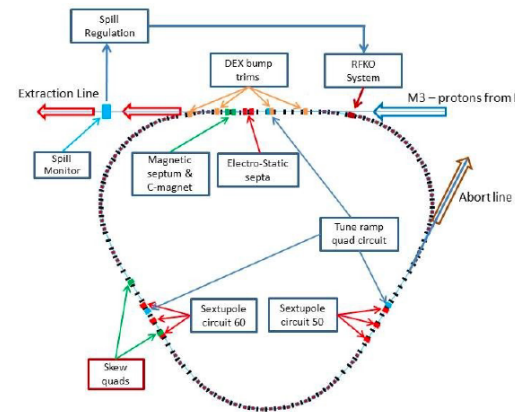 Spill
Regulation
DEX bump
trims
RFKO
System
Extraction Line
M3 – protons from
Spill
Monitor
Magnetic
septum &
C-magnet
Electro-Static
septa
Abort line
Tune ramp
quad circuit
Sextupole
circuit 60
Sextupole
circuit 50
Skew
quads